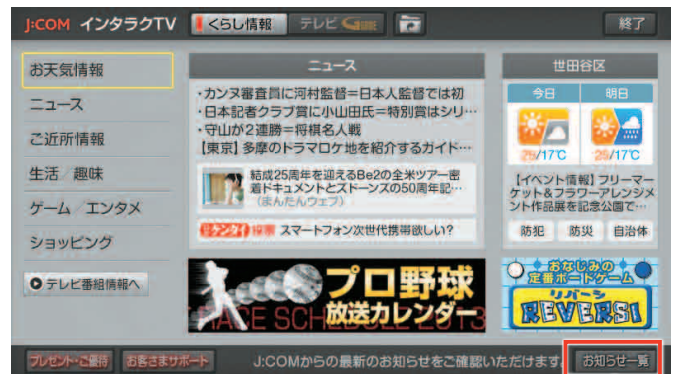 J:COM インタラクTV くらし情報 テレビ GUIDE 終了
お天気情報
ニュース
ご近所情報
生活/趣味
ゲーム/エンタメ
ショッピング
テレビ番組情報へ
ニュース
・カンヌ審査員に河村監督=日本人監督では初
・日本記者クラブ賞に小山田氏=特別賞はシリ…
・守山が2連勝=将棋名人戦
【東京】多摩のドラマロケ地を紹介するガイド…
結成25周年を迎えるBe2の全米ツアー密
着ドキュメントとズドーンズの50周年記…
(まんたんウェブ)
投票 スマートフォン次世代携帯欲しい?
プロ野球
放送カレンダー
RACE SCHEDULE 2013
世田谷区
今日 明日
25/17℃ 25/17℃
【イベント情報】フリーマー
ケット&フラワーアレンジメ
ント作品展を記念公園で…
防犯 防災 自治体
おなじみの
定番ボードゲーム
リバーシ
REVERSI
プレゼント・ご優待 お客さまサポート J:COMからの最新のお知らせをご確認いただけます お知らせ一覧